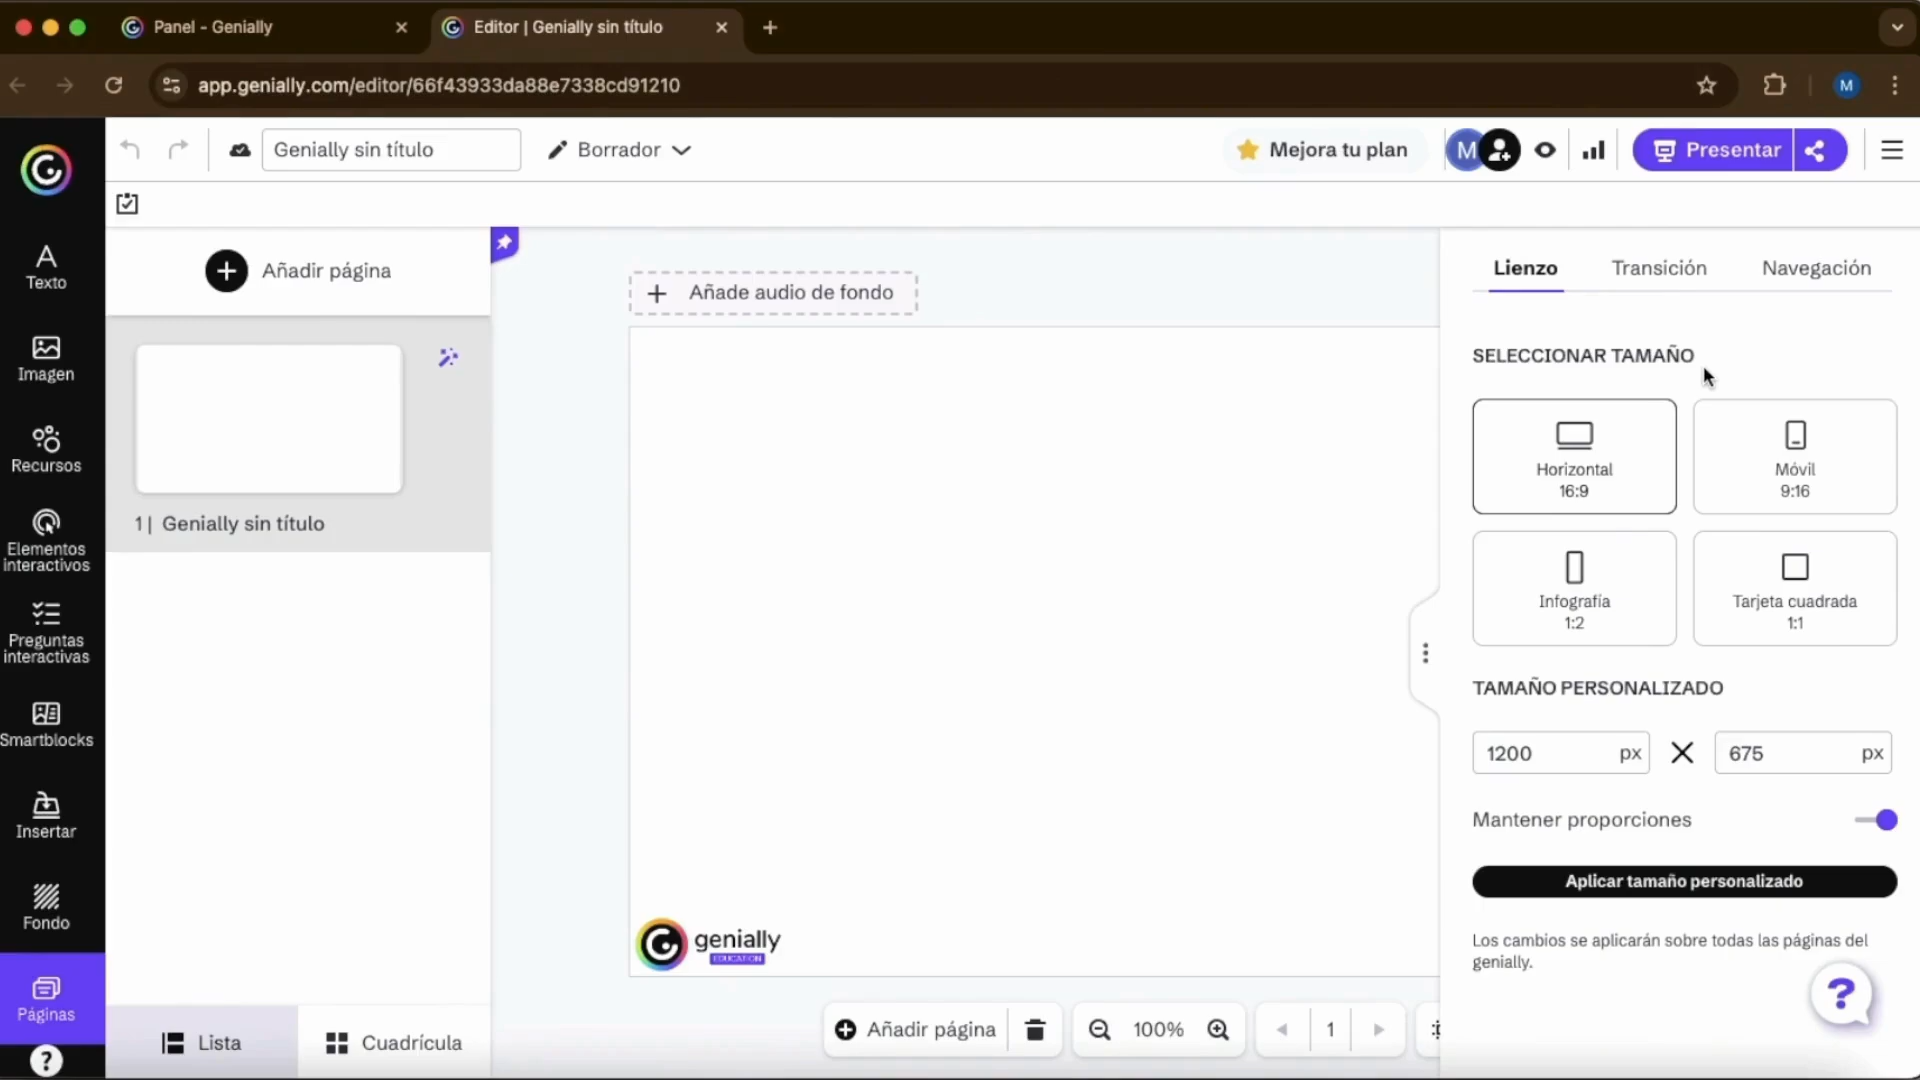 Panel - Genially
Editor | Genially sin título
app.genially.com/editor/66f43933da88e7338cd91210
M
Genially sin título
Borrador
Mejora tu plan
M
Presentar
Texto
Imagen
Recursos
Elementos
interactivos
Preguntas
interactivas
Smartblocks
Insertar
Fondo
Páginas
?
Añadir página
1 | Genially sin título
Lista
Cuadrícula
Añade audio de fondo
genially
EDUCATION
Añadir página
100%
1
Lienzo
Transición
Navegación
SELECCIONAR TAMAÑO
Horizontal
16:9
Móvil
9:16
Infografía
1:2
Tarjeta cuadrada
1:1
TAMAÑO PERSONALIZADO
1200 px
675 px
Mantener proporciones
Aplicar tamaño personalizado
Los cambios se aplicarán sobre todas las páginas del
genially.
?